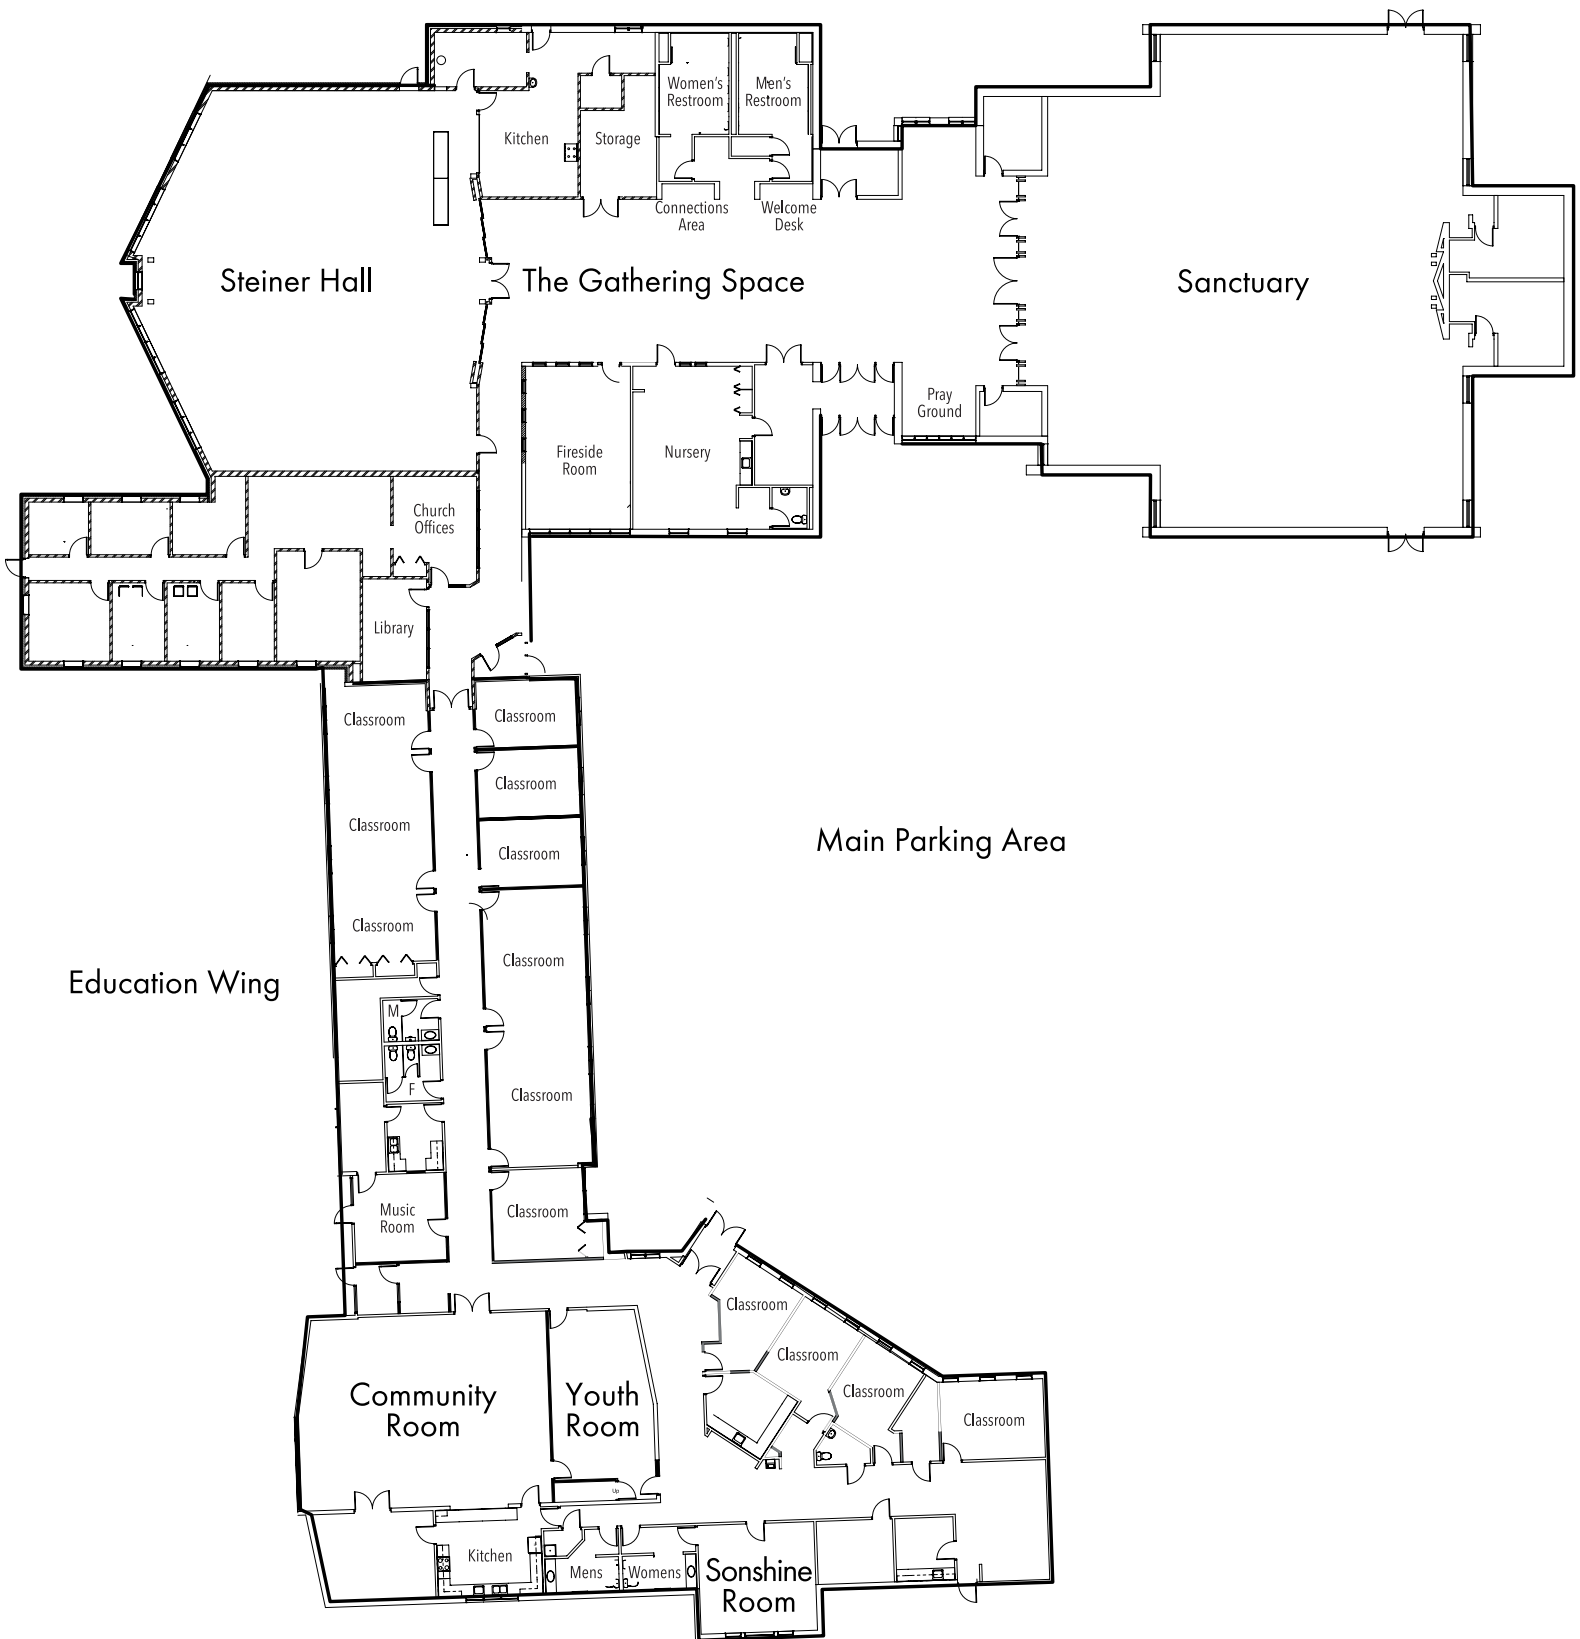 Women's
Restroom
Men's
Restroom
Kitchen
Storage
Connections
Area
Welcome
Desk
Steiner Hall
The Gathering Space
Sanctuary
Pray
Ground
Fireside
Room
Nursery
Church
Offices
Library
Classroom
Classroom
Classroom
Classroom
Classroom
Main Parking Area
Classroom
Classroom
Education Wing
M
F
Classroom
Music
Room
Classroom
Classroom
Classroom
Classroom
Classroom
Community
Room
Youth
Room
Up
Kitchen
Mens
Womens
Sonshine
Room